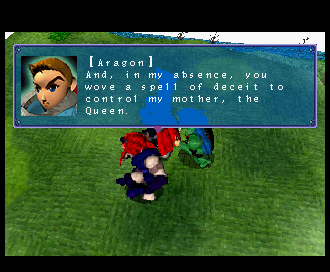 【Aragon】
And, in my absence, you
wove a spell of deceit to
control my mother, the
Queen.